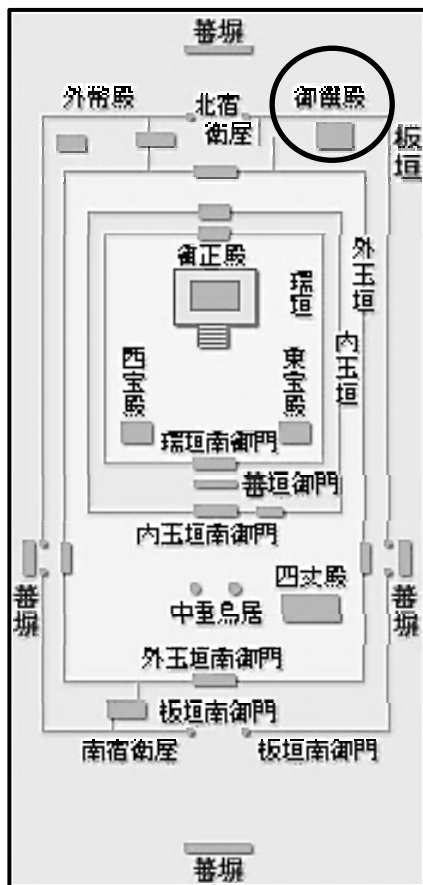 蕃塀
外幣殿
北宿
衛屋
御饌殿
板垣
外玉垣
瑞垣
内玉垣
御正殿
西宝殿
東宝殿
瑞垣南御門
蕃垣御門
内玉垣南御門
四丈殿
中重鳥居
蕃塀
蕃塀
外玉垣南御門
板垣南御門
南宿衛屋
板垣南御門
蕃塀